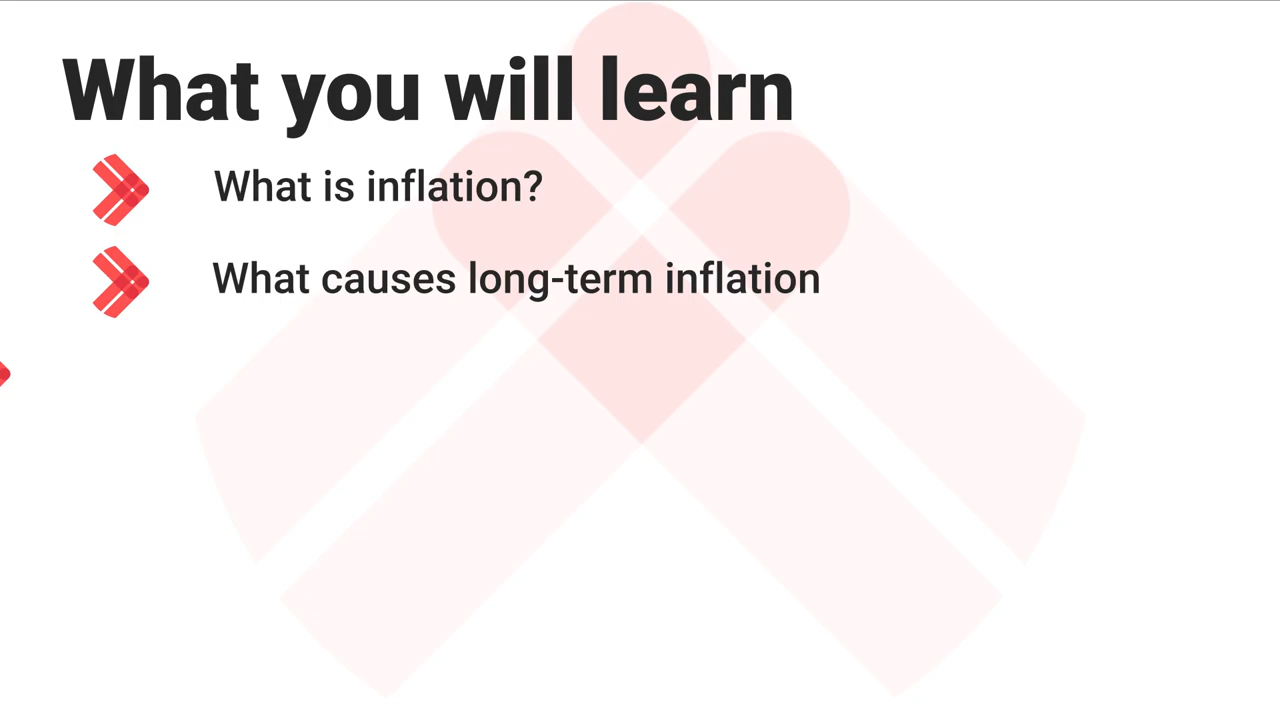 What you will learn
What is inflation?
What causes long-term inflation